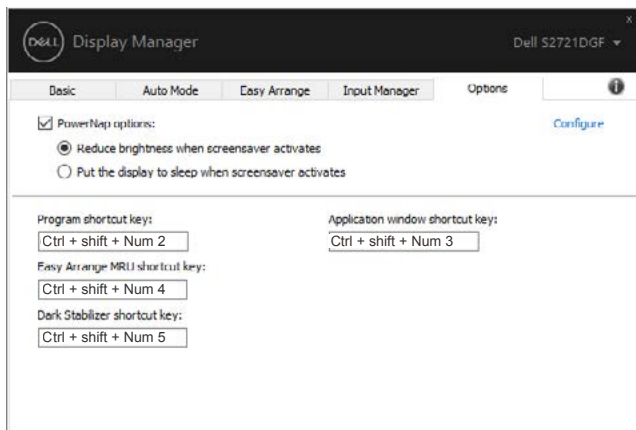 x
DELL Display Manager Dell S2721DGF
Basic Auto Mode Easy Arrange Input Manager Options
PowerNap options: Configure
Reduce brightness when screensaver activates
Put the display to sleep when screensaver activates
Program shortcut key: Application window shortcut key:
Ctrl + shift + Num 2 Ctrl + shift + Num 3
Easy Arrange MRU shortcut key:
Ctrl + shift + Num 4
Dark Stabilizer shortcut key:
Ctrl + shift + Num 5